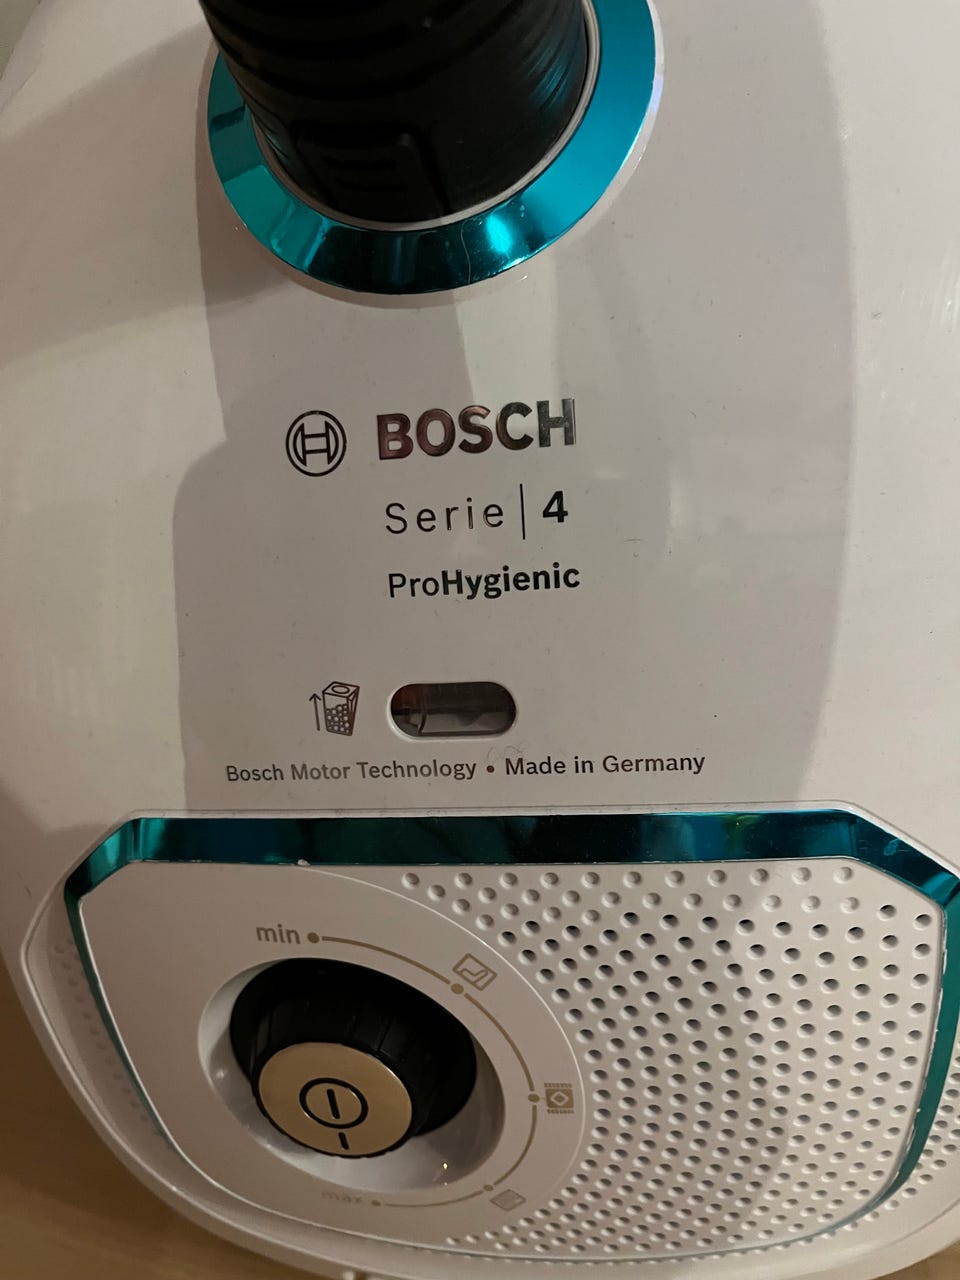 BOSCH
Serie | 4
ProHygienic
Bosch Motor Technology • Made in Germany
min
max